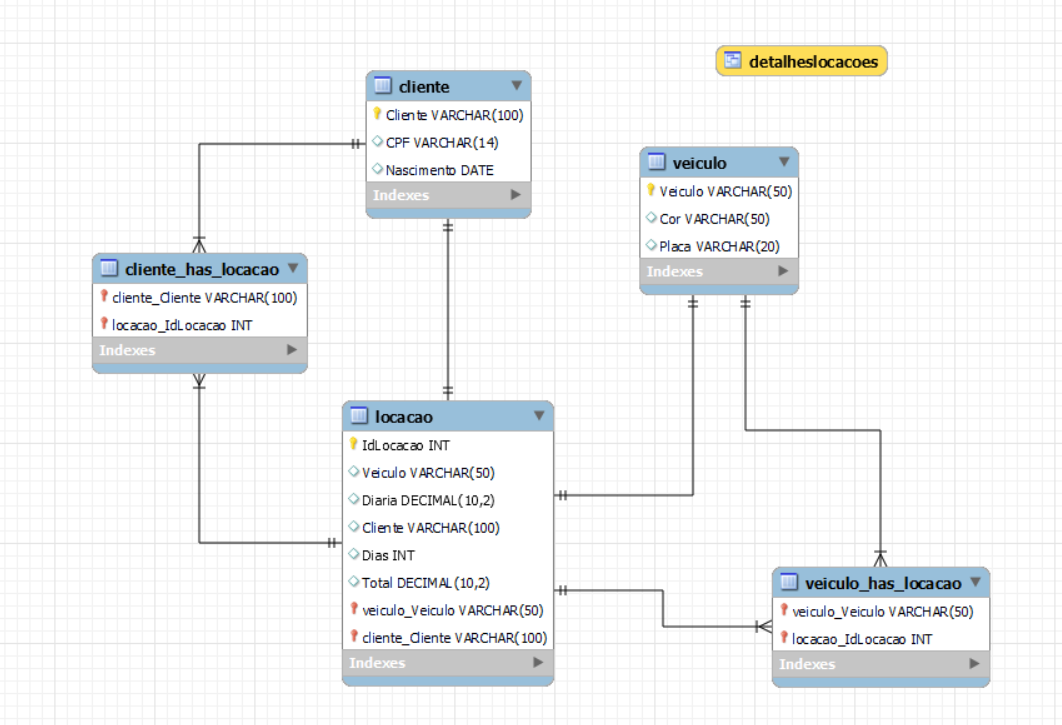 detalheslocacoes
cliente
Cliente VARCHAR(100)
CPF VARCHAR(14)
Nascimento DATE
Indexes
veiculo
Veiculo VARCHAR(50)
Cor VARCHAR(50)
Placa VARCHAR(20)
Indexes
cliente_has_locacao
cliente_Cliente VARCHAR(100)
locacao_IdLocacao INT
Indexes
locacao
IdLocacao INT
Veiculo VARCHAR(50)
Diaria DECIMAL(10,2)
Cliente VARCHAR(100)
Dias INT
Total DECIMAL(10,2)
veiculo_Veiculo VARCHAR(50)
cliente_Cliente VARCHAR(100)
Indexes
veiculo_has_locacao
veiculo_Veiculo VARCHAR(50)
locacao_IdLocacao INT
Indexes